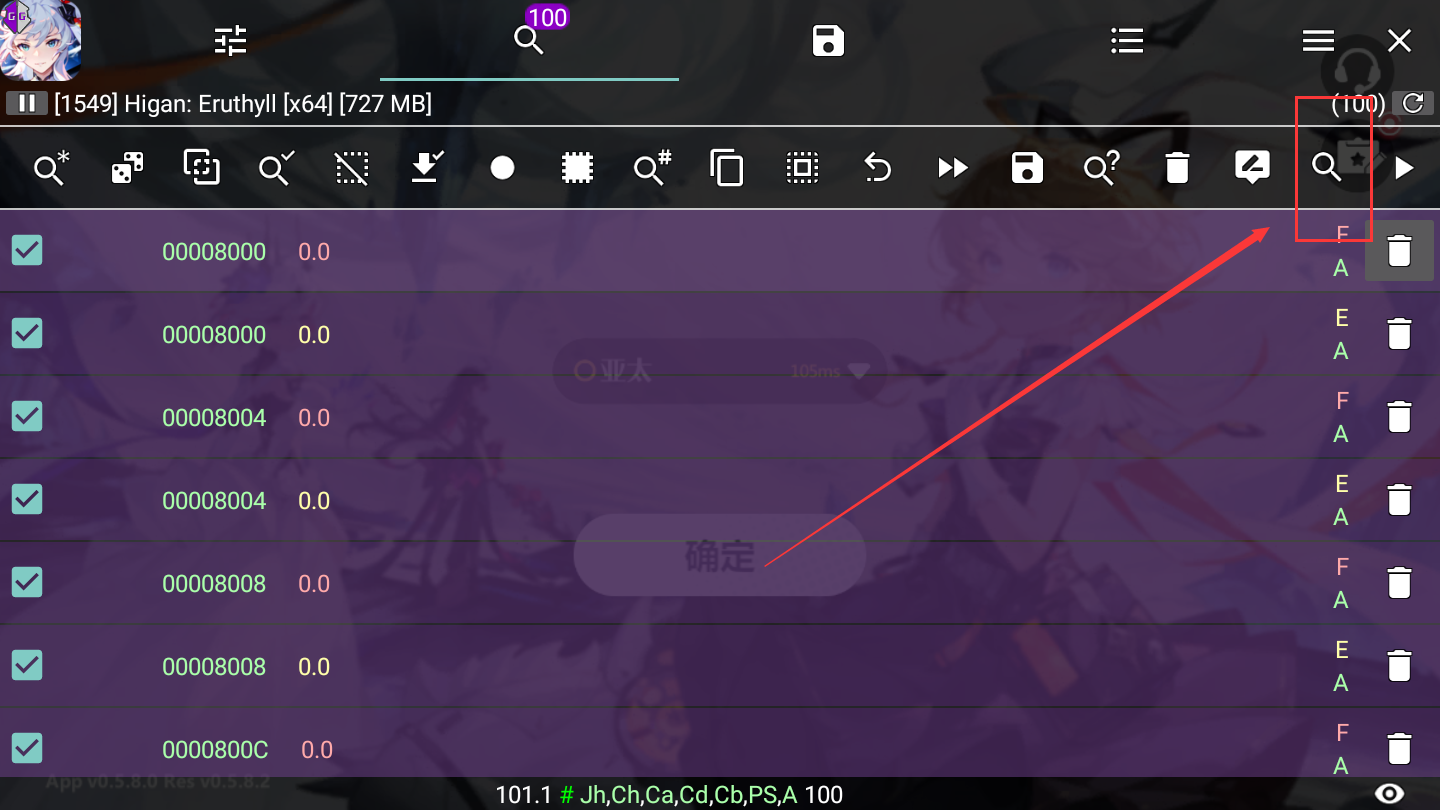 GG
100
[1549] Higan: Eruthyll [x64] [727 MB]
(100)
*
#
?
00008000 0.0 F A
00008000 0.0 E A
00008004 0.0 F A
亚太 105ms
00008004 0.0 E A
确定
00008008 0.0 F A
00008008 0.0 E A
0000800C 0.0 F A
App v0.5.8.0 Res v0.5.8.2
101.1 # Jh,Ch,Ca,Cd,Cb,PS,A 100